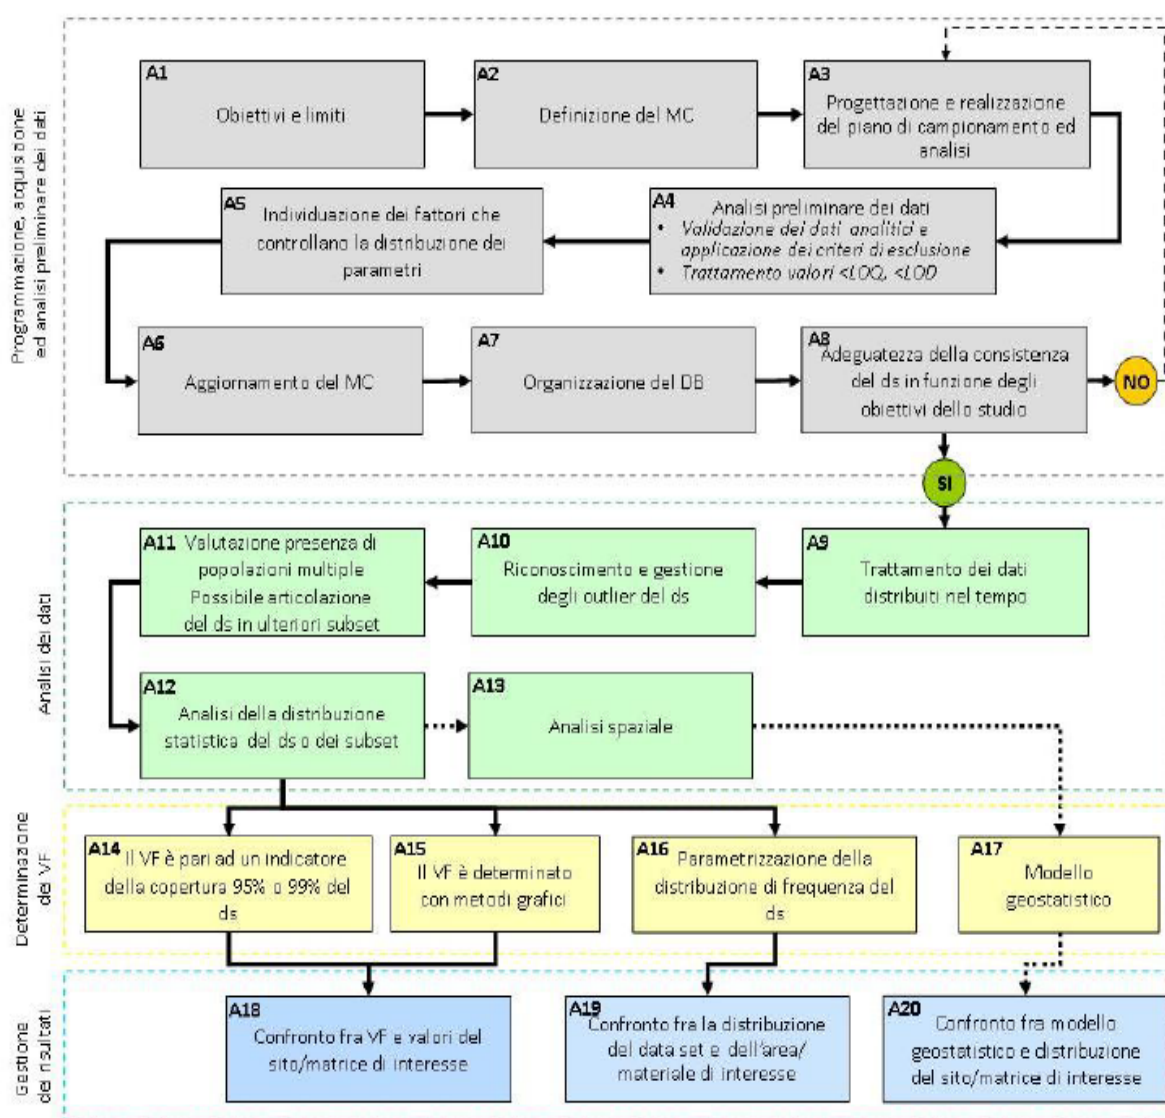 Programmazione, acquisizione
ed analisi preliminare dei dati
A1
Obiettivi e limiti
A2
Definizione del MC
A3
Progettazione e realizzazione
del piano di campionamento ed
analisi
A4
Analisi preliminare dei dati
• Validazione dei dati analitici e
applicazione dei criteri di esclusione
• Trattamento valori <LOQ, <LOD
A5
Individuazione dei fattori che
controllano la distribuzione dei
parametri
A6
Aggiornamento del MC
A7
Organizzazione del DB
A8
Adeguatezza della consistenza
del ds in funzione degli
obiettivi dello studio
NO
SI
Analisi dei dati
A9
Trattamento dei dati
distribuiti nel tempo
A10
Riconoscimento e gestione
degli outlier del ds
A11
Valutazione presenza di
popolazioni multiple
Possibile articolazione
del ds in ulteriori subset
A12
Analisi della distribuzione
statistica del ds o dei subset
A13
Analisi spaziale
Determinazione
del VF
A14
Il VF è pari ad un indicatore
della copertura 95% o 99% del
ds
A15
Il VF è determinato
con metodi grafici
A16
Parametrizzazione della
distribuzione di frequenza del
ds
A17
Modello
geostatistico
Gestione
dei risultati
A18
Confronto fra VF e valori del
sito/matrice di interesse
A19
Confronto fra la distribuzione
del data set e dell'area/
materiale di interesse
A20
Confronto fra modello
geostatistico e distribuzione
del sito/matrice di interesse